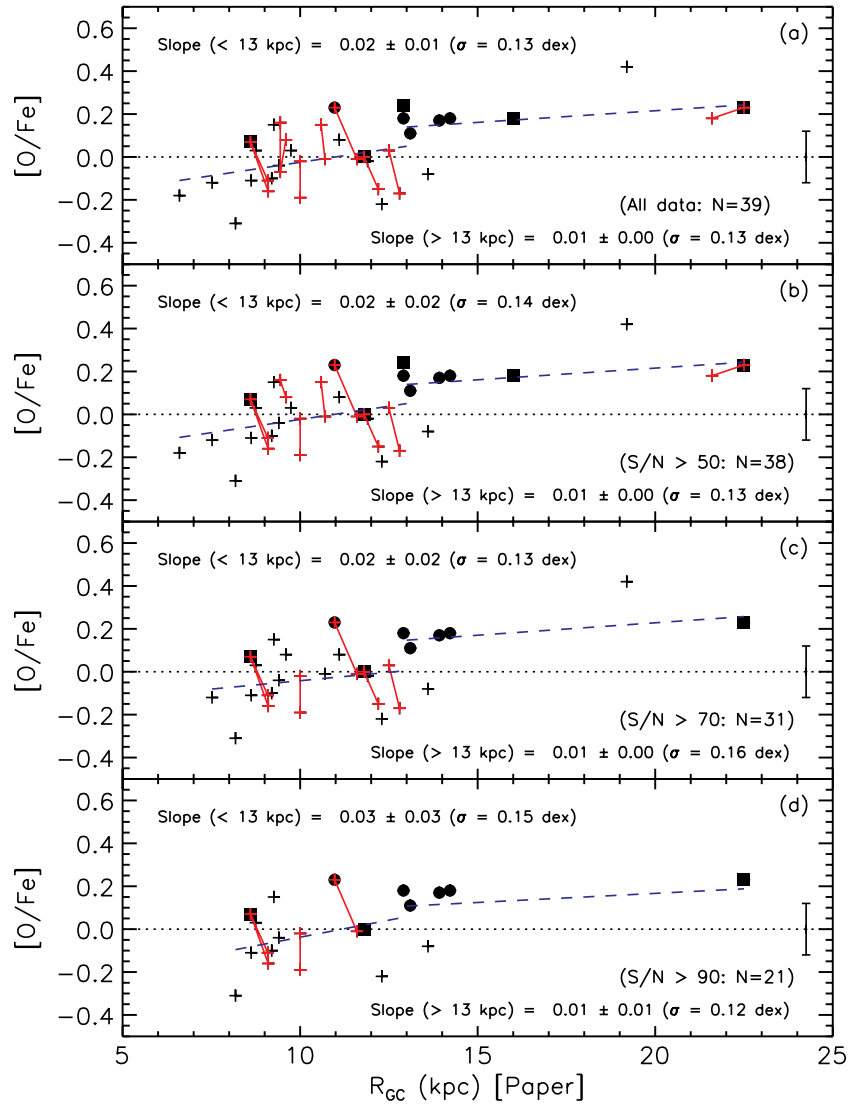 [O/Fe]
0.6
0.4
0.2
0.0
−0.2
−0.4
Slope (< 13 kpc) = 0.02 ± 0.01 (σ = 0.13 dex)
(a)
(All data: N=39)
Slope (> 13 kpc) = 0.01 ± 0.00 (σ = 0.13 dex)
[O/Fe]
0.6
0.4
0.2
0.0
−0.2
−0.4
Slope (< 13 kpc) = 0.02 ± 0.02 (σ = 0.14 dex)
(b)
(S/N > 50: N=38)
Slope (> 13 kpc) = 0.01 ± 0.00 (σ = 0.13 dex)
[O/Fe]
0.6
0.4
0.2
0.0
−0.2
−0.4
Slope (< 13 kpc) = 0.02 ± 0.02 (σ = 0.13 dex)
(c)
(S/N > 70: N=31)
Slope (> 13 kpc) = 0.01 ± 0.00 (σ = 0.16 dex)
[O/Fe]
0.6
0.4
0.2
0.0
−0.2
−0.4
Slope (< 13 kpc) = 0.03 ± 0.03 (σ = 0.15 dex)
(d)
(S/N > 90: N=21)
Slope (> 13 kpc) = 0.01 ± 0.01 (σ = 0.12 dex)
5 10 15 20 25
R_GC (kpc) [Paper]